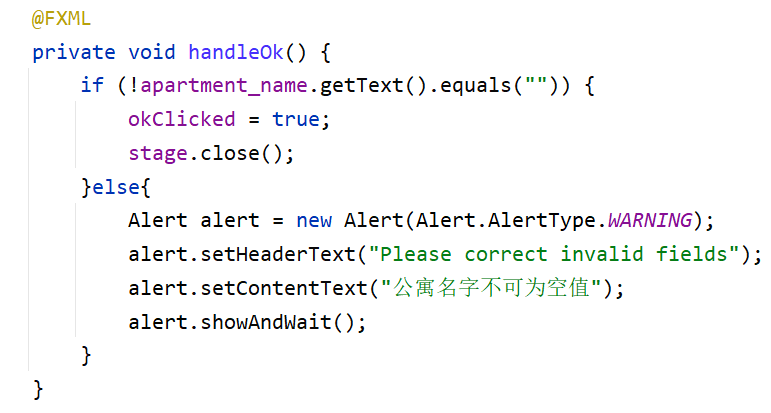 @FXML
private void handleOk() {
    if (!apartment_name.getText().equals("")) {
        okClicked = true;
        stage.close();
    }else{
        Alert alert = new Alert(Alert.AlertType.WARNING);
        alert.setHeaderText("Please correct invalid fields");
        alert.setContentText("公寓名字不可为空值");
        alert.showAndWait();
    }
}